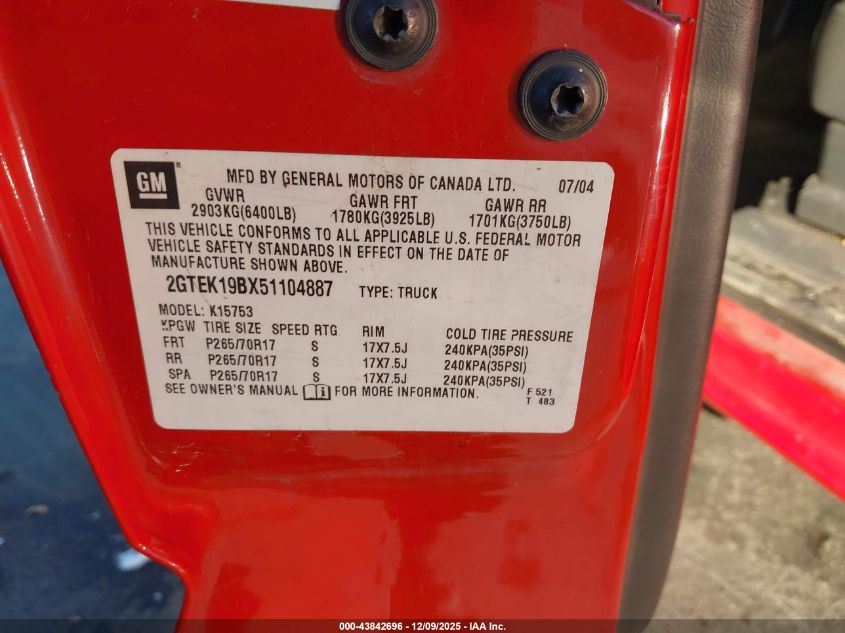 GM
MFD BY GENERAL MOTORS OF CANADA LTD. 07/04
GVWR GAWR FRT GAWR RR
2903KG(6400LB) 1780KG(3925LB) 1701KG(3750LB)
THIS VEHICLE CONFORMS TO ALL APPLICABLE U.S. FEDERAL MOTOR
VEHICLE SAFETY STANDARDS IN EFFECT ON THE DATE OF
MANUFACTURE SHOWN ABOVE.
2GTEK19BX51104887 TYPE: TRUCK
MODEL: K15753
KPGW TIRE SIZE SPEED RTG RIM COLD TIRE PRESSURE
FRT P265/70R17 S 17X7.5J 240KPA(35PSI)
RR P265/70R17 S 17X7.5J 240KPA(35PSI)
SPA P265/70R17 S 17X7.5J 240KPA(35PSI)
SEE OWNER'S MANUAL FOR MORE INFORMATION. F 521
T 483
000-43842696 - 12/09/2025 - IAA Inc.